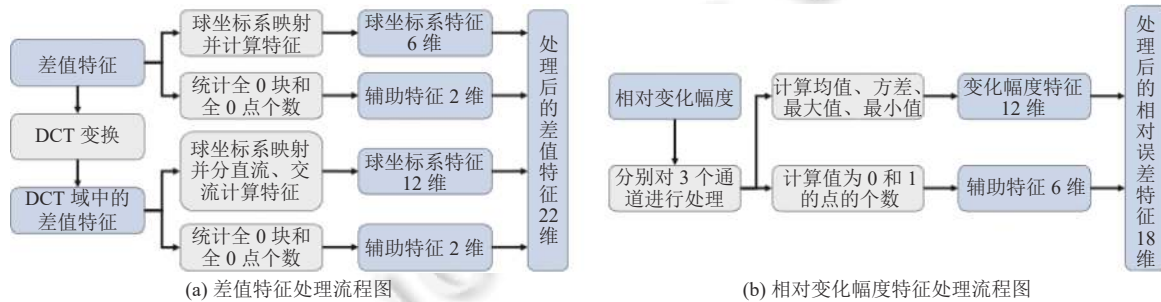 差值特征
DCT 变换
DCT 域中的
差值特征
球坐标系映射
并计算特征
统计全 0 块和
全 0 点个数
球坐标系映射
并分直流、交
流计算特征
统计全 0 块和
全 0 点个数
球坐标系特征
6 维
辅助特征 2 维
球坐标系特征
12 维
辅助特征 2 维
处
理
后
的
差
值
特
征
22
维
(a) 差值特征处理流程图
相对变化幅度
分别对 3 个通
道进行处理
计算均值、方差、
最大值、最小值
计算值为 0 和 1
的点的个数
变化幅度特征
12 维
辅助特征 6 维
处
理
后
的
相
对
误
差
特
征
18
维
(b) 相对变化幅度特征处理流程图